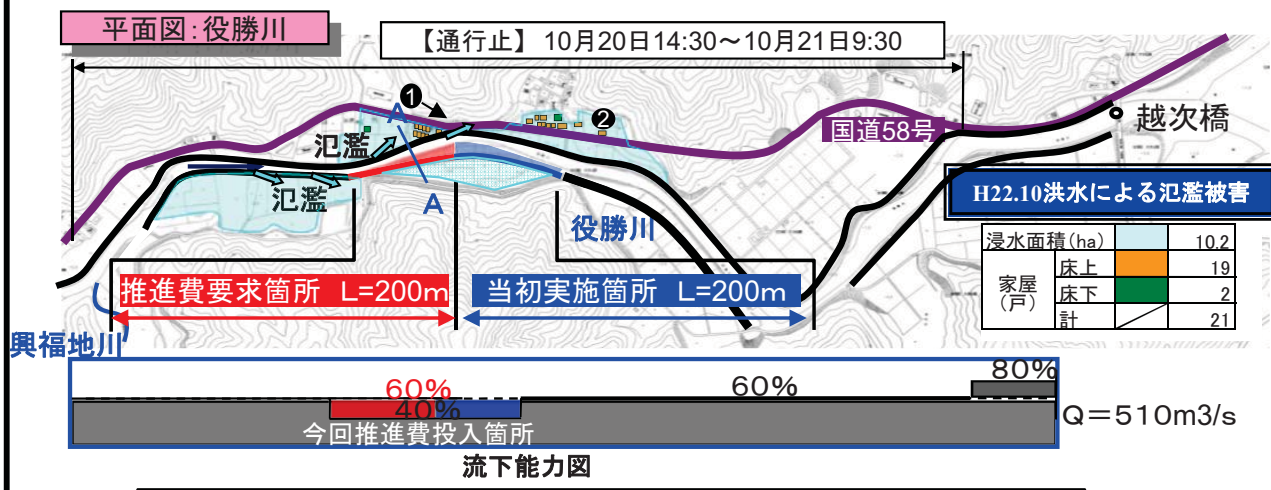 平面図:役勝川
【通行止】 10月20日14:30～10月21日9:30
❶
A
❷
国道58号
越次橋
氾濫
氾濫
A
役勝川
H22.10洪水による氾濫被害
浸水面積(ha) 10.2
家屋(戸) 床上 19
床下 2
計 21
推進費要求箇所 L=200m
当初実施箇所 L=200m
興福地川
60%
60%
80%
40%
Q=510m3/s
今回推進費投入箇所
流下能力図